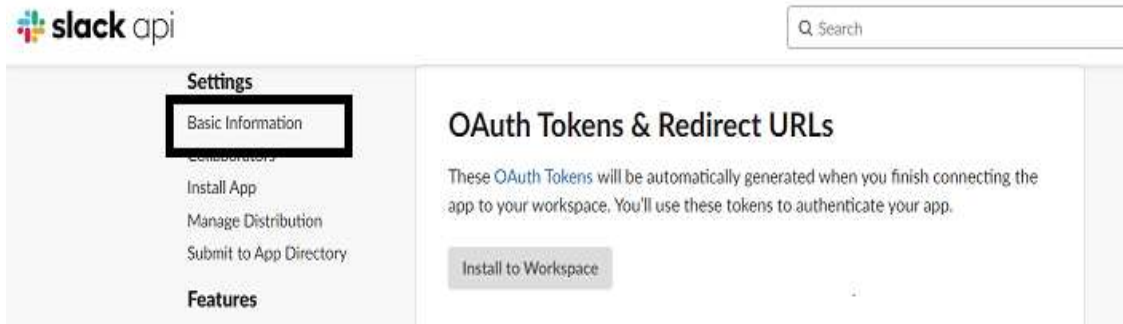 slack api
Search
Settings
Basic Information
Collaborators
Install App
Manage Distribution
Submit to App Directory
Features
OAuth Tokens & Redirect URLs
These OAuth Tokens will be automatically generated when you finish connecting the
app to your workspace. You'll use these tokens to authenticate your app.
Install to Workspace